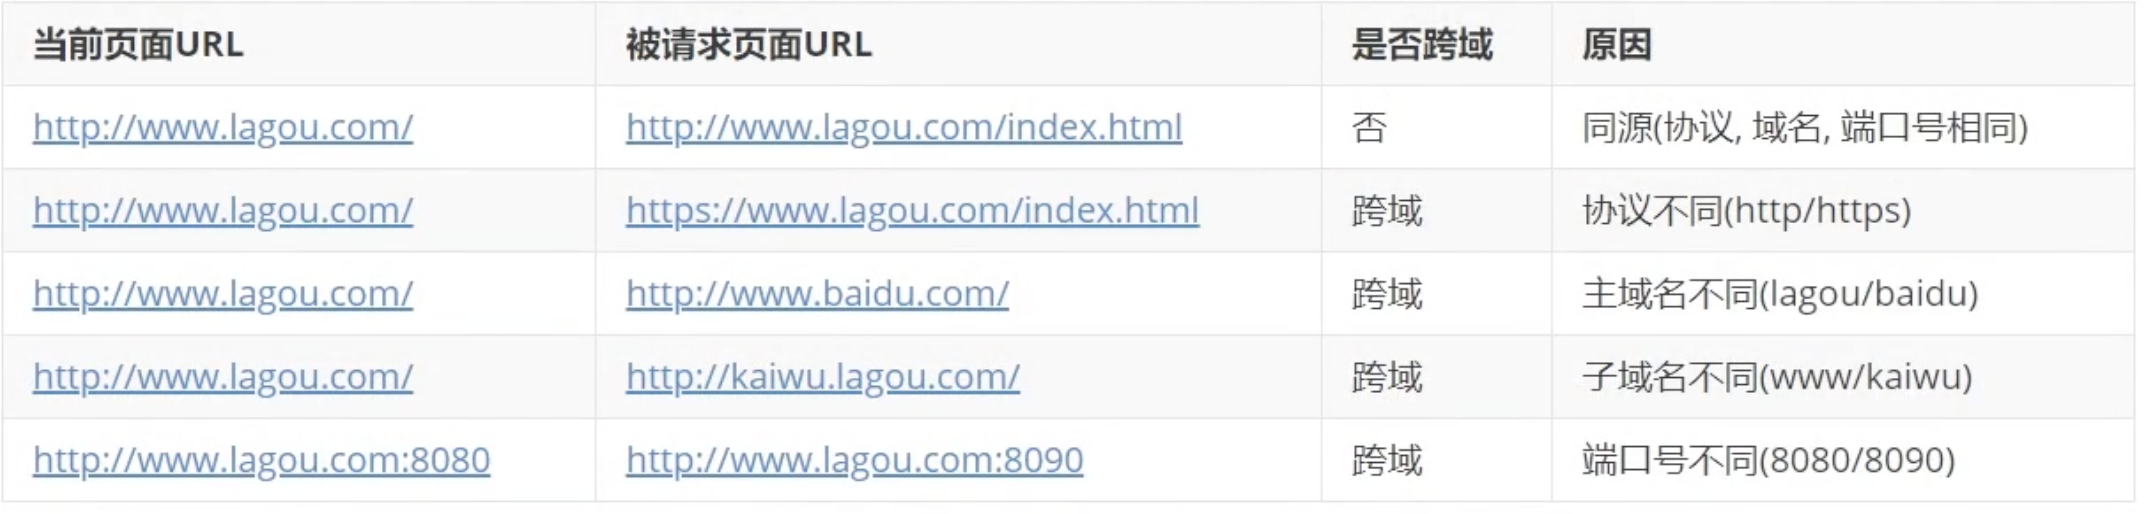 当前页面URL 被请求页面URL 是否跨域 原因
http://www.lagou.com/ http://www.lagou.com/index.html 否 同源(协议, 域名, 端口号相同)
http://www.lagou.com/ https://www.lagou.com/index.html 跨域 协议不同(http/https)
http://www.lagou.com/ http://www.baidu.com/ 跨域 主域名不同(lagou/baidu)
http://www.lagou.com/ http://kaiwu.lagou.com/ 跨域 子域名不同(www/kaiwu)
http://www.lagou.com:8080 http://www.lagou.com:8090 跨域 端口号不同(8080/8090)